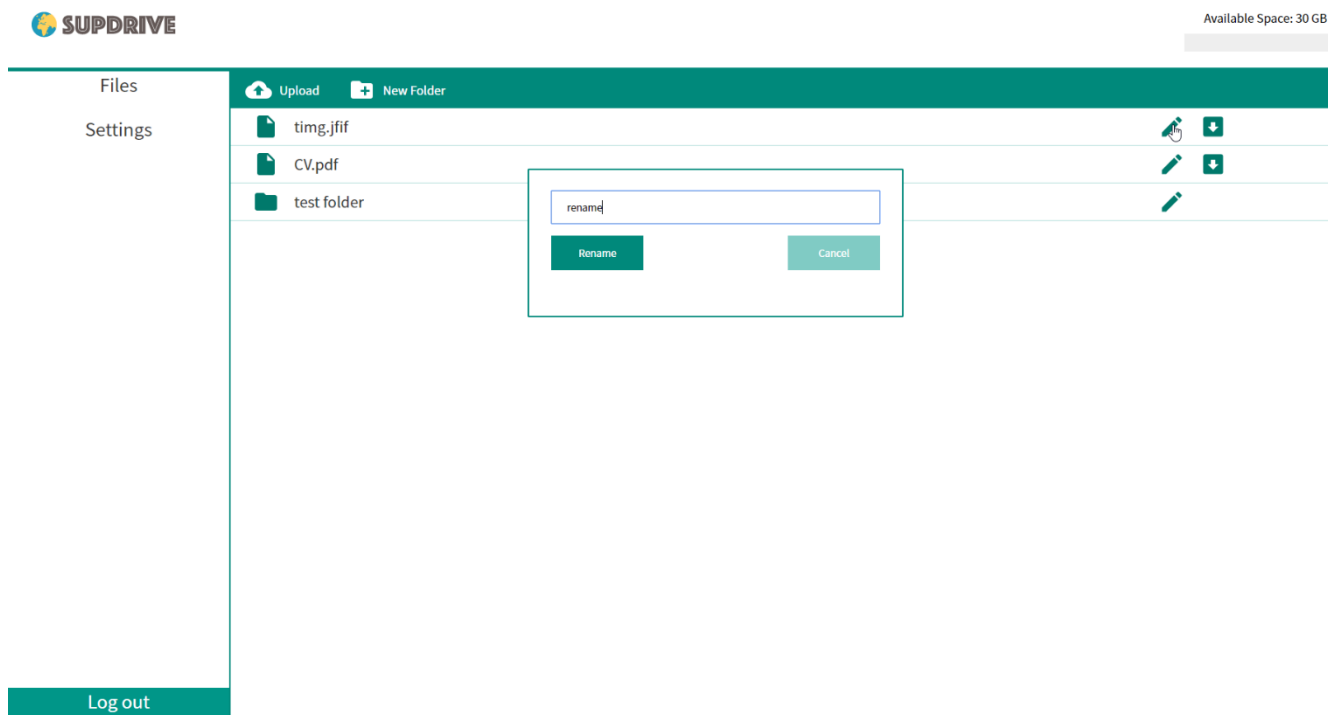 SUPDRIVE
Available Space: 30 GB
Files
Settings
Upload New Folder
timg.jfif
CV.pdf
test folder
rename
Rename Cancel
Log out